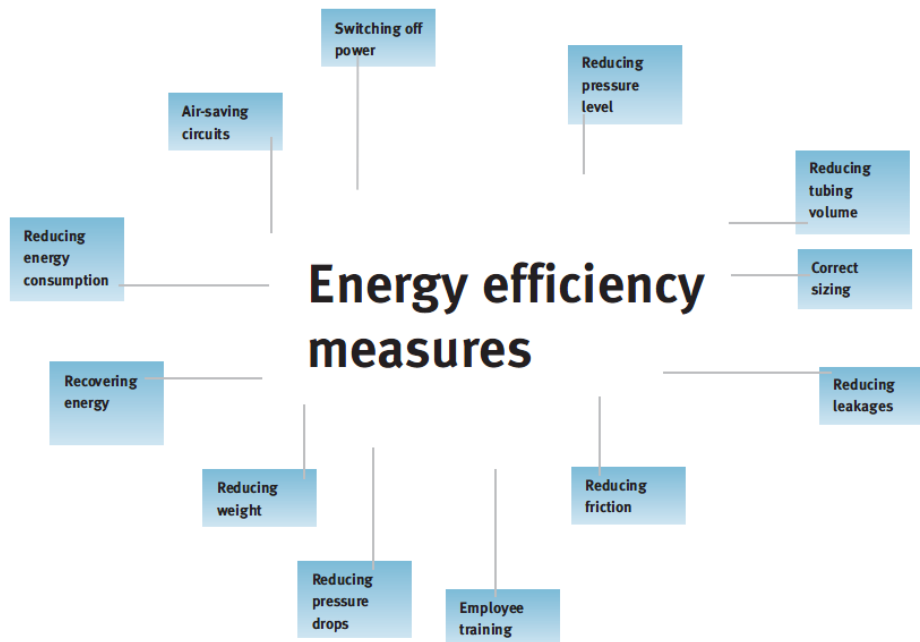 Switching off
power
Reducing
pressure
level
Air-saving
circuits
Reducing
tubing
volume
Reducing
energy
consumption
Correct
sizing
Energy efficiency
measures
Recovering
energy
Reducing
leakages
Reducing
weight
Reducing
friction
Reducing
pressure
drops
Employee
training